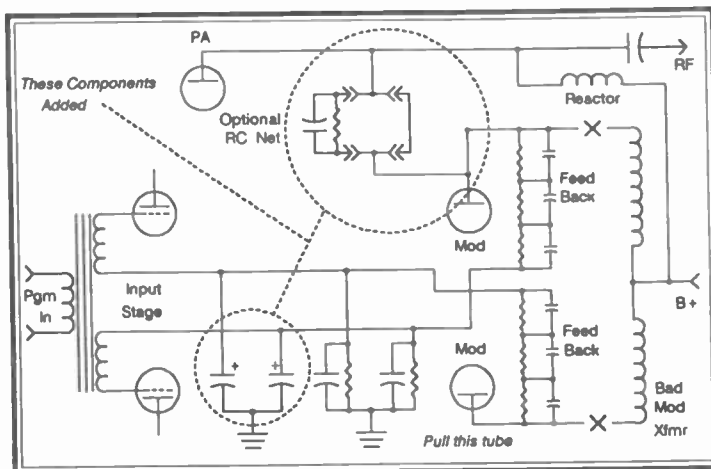 PA
RF
These Components
Added
Optional
RC Net
Reactor
Feed
Back
Mod
Pgm
In
Input
Stage
B+
+
+
Mod
Feed
Back
Bad
Mod
Xfmr
Pull this tube